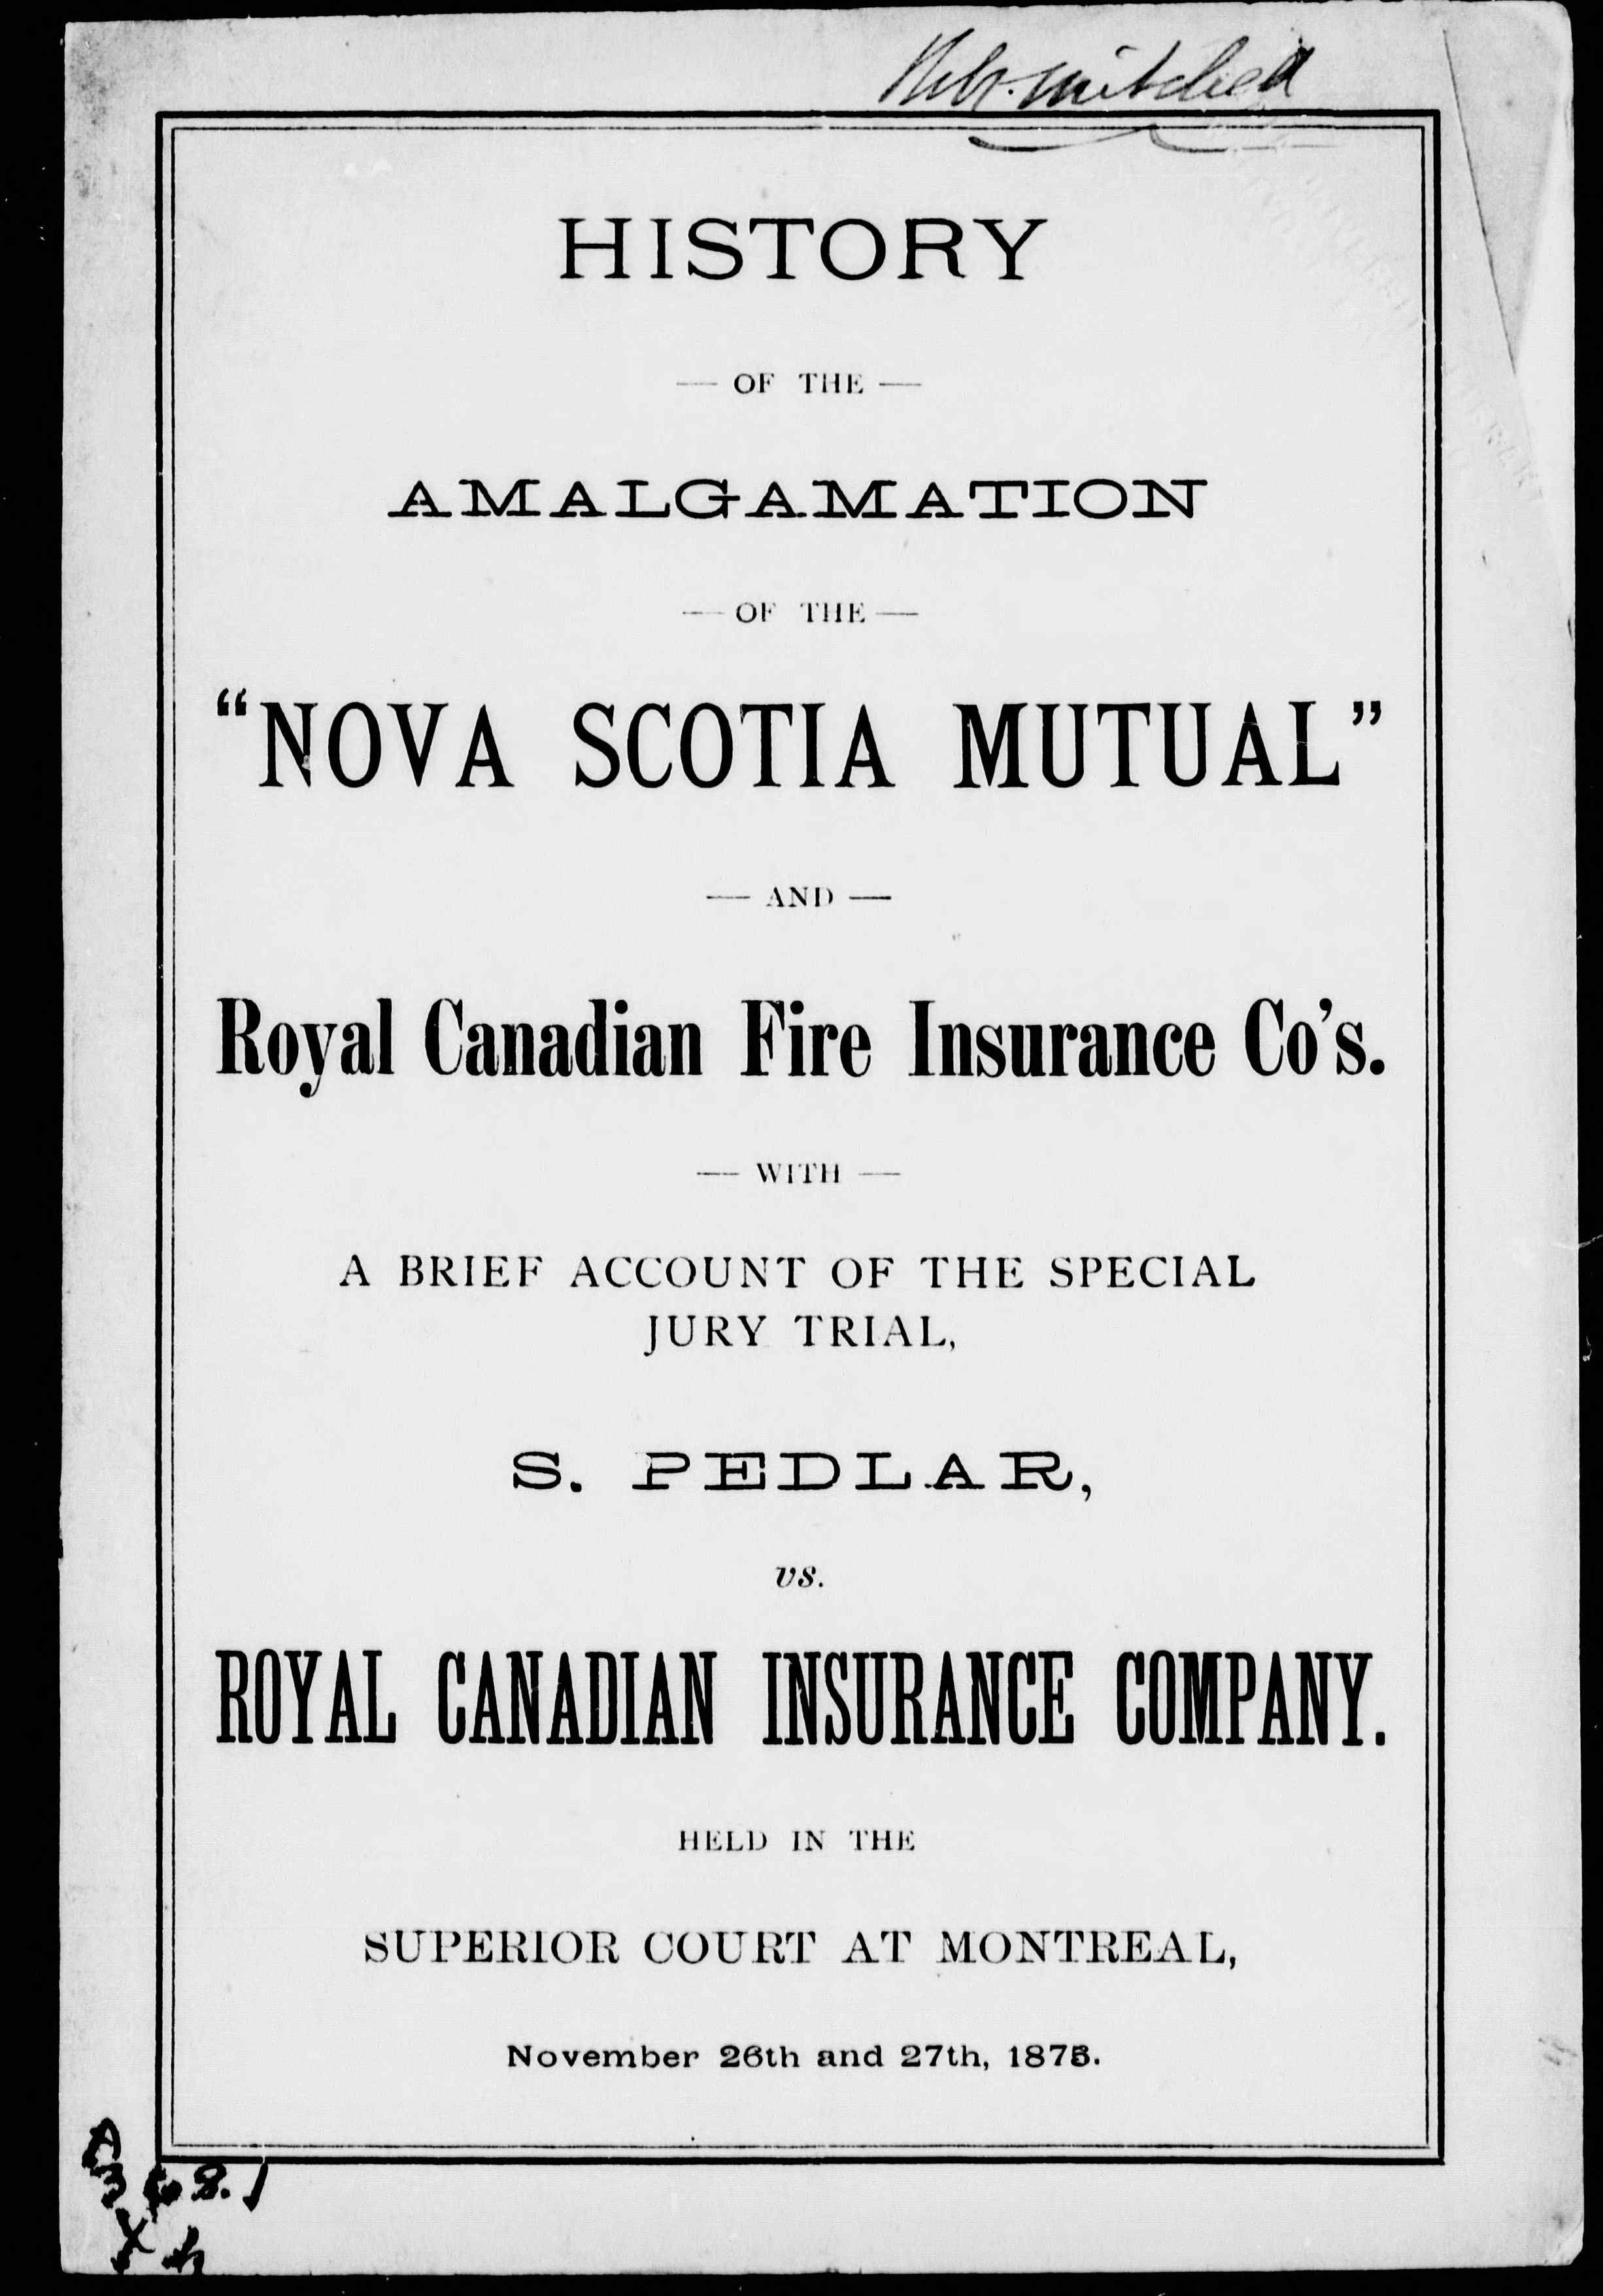 HISTORY
— OF THE —
AMALGAMATION
— OF THE —
“NOVA SCOTIA MUTUAL”
— AND —
Royal Canadian Fire Insurance Co’s.
— WITH —
A BRIEF ACCOUNT OF THE SPECIAL
JURY TRIAL,
S. PEDLAR,
vs.
ROYAL CANADIAN INSURANCE COMPANY.
HELD IN THE
SUPERIOR COURT AT MONTREAL,
November 26th and 27th, 1875.